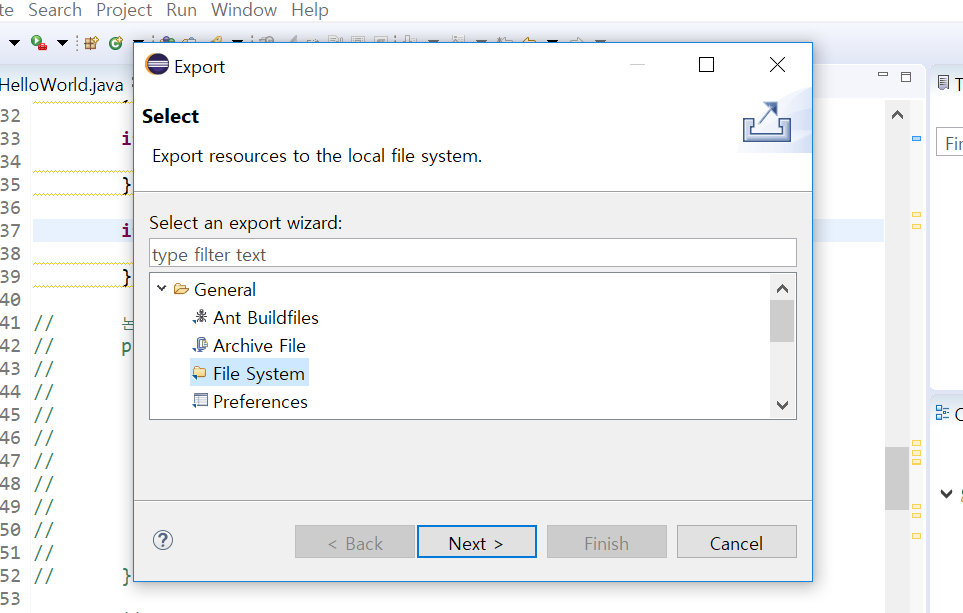 te Search Project Run Window Help
HelloWorld.java
Export
Select
Export resources to the local file system.
Select an export wizard:
type filter text
General
Ant Buildfiles
Archive File
File System
Preferences
< Back
Next >
Finish
Cancel
32
33 i
34
35 }
36
37 i
38
39 }
40
41 // 논
42 // p
43 //
44 //
45 //
46 //
47 //
48 //
49 //
50 //
51 //
52 // }
53
T
Fin